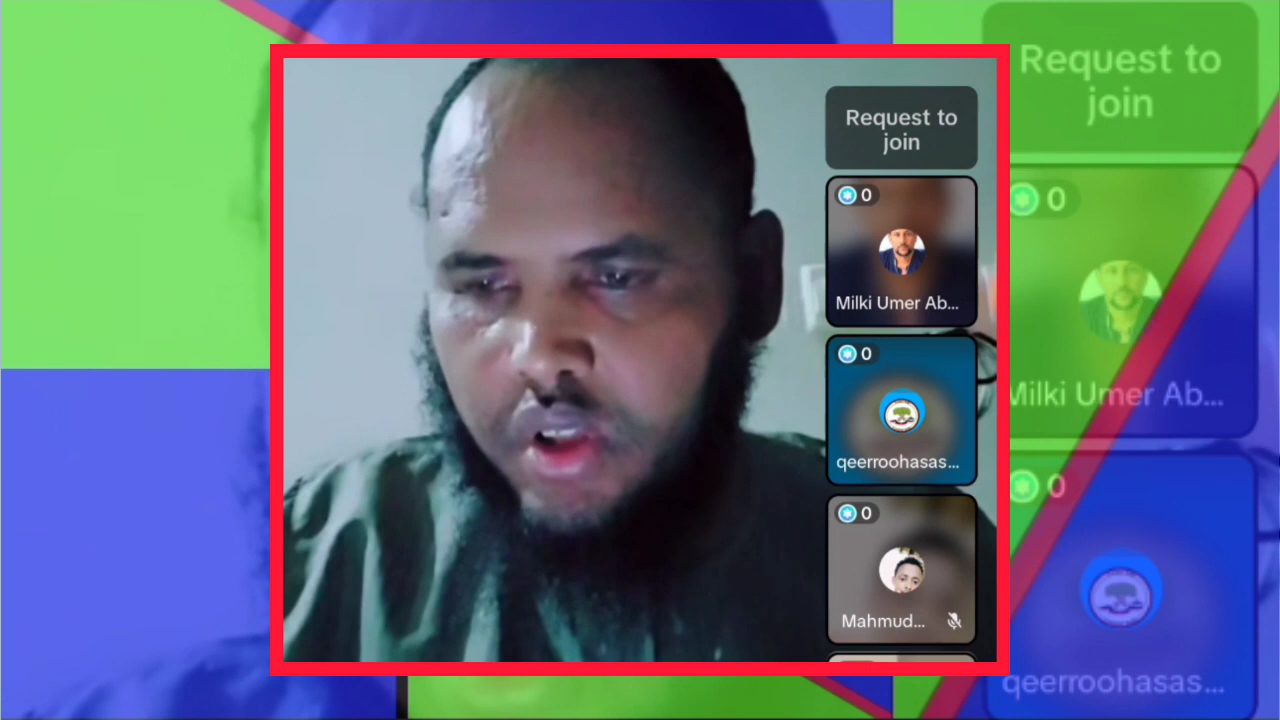 Request to
join
0
Milki Umer Ab...
0
qeerroohasas...
0
Mahmud...
Request to
join
0
Milki Umer Ab...
0
qeerroohasas...